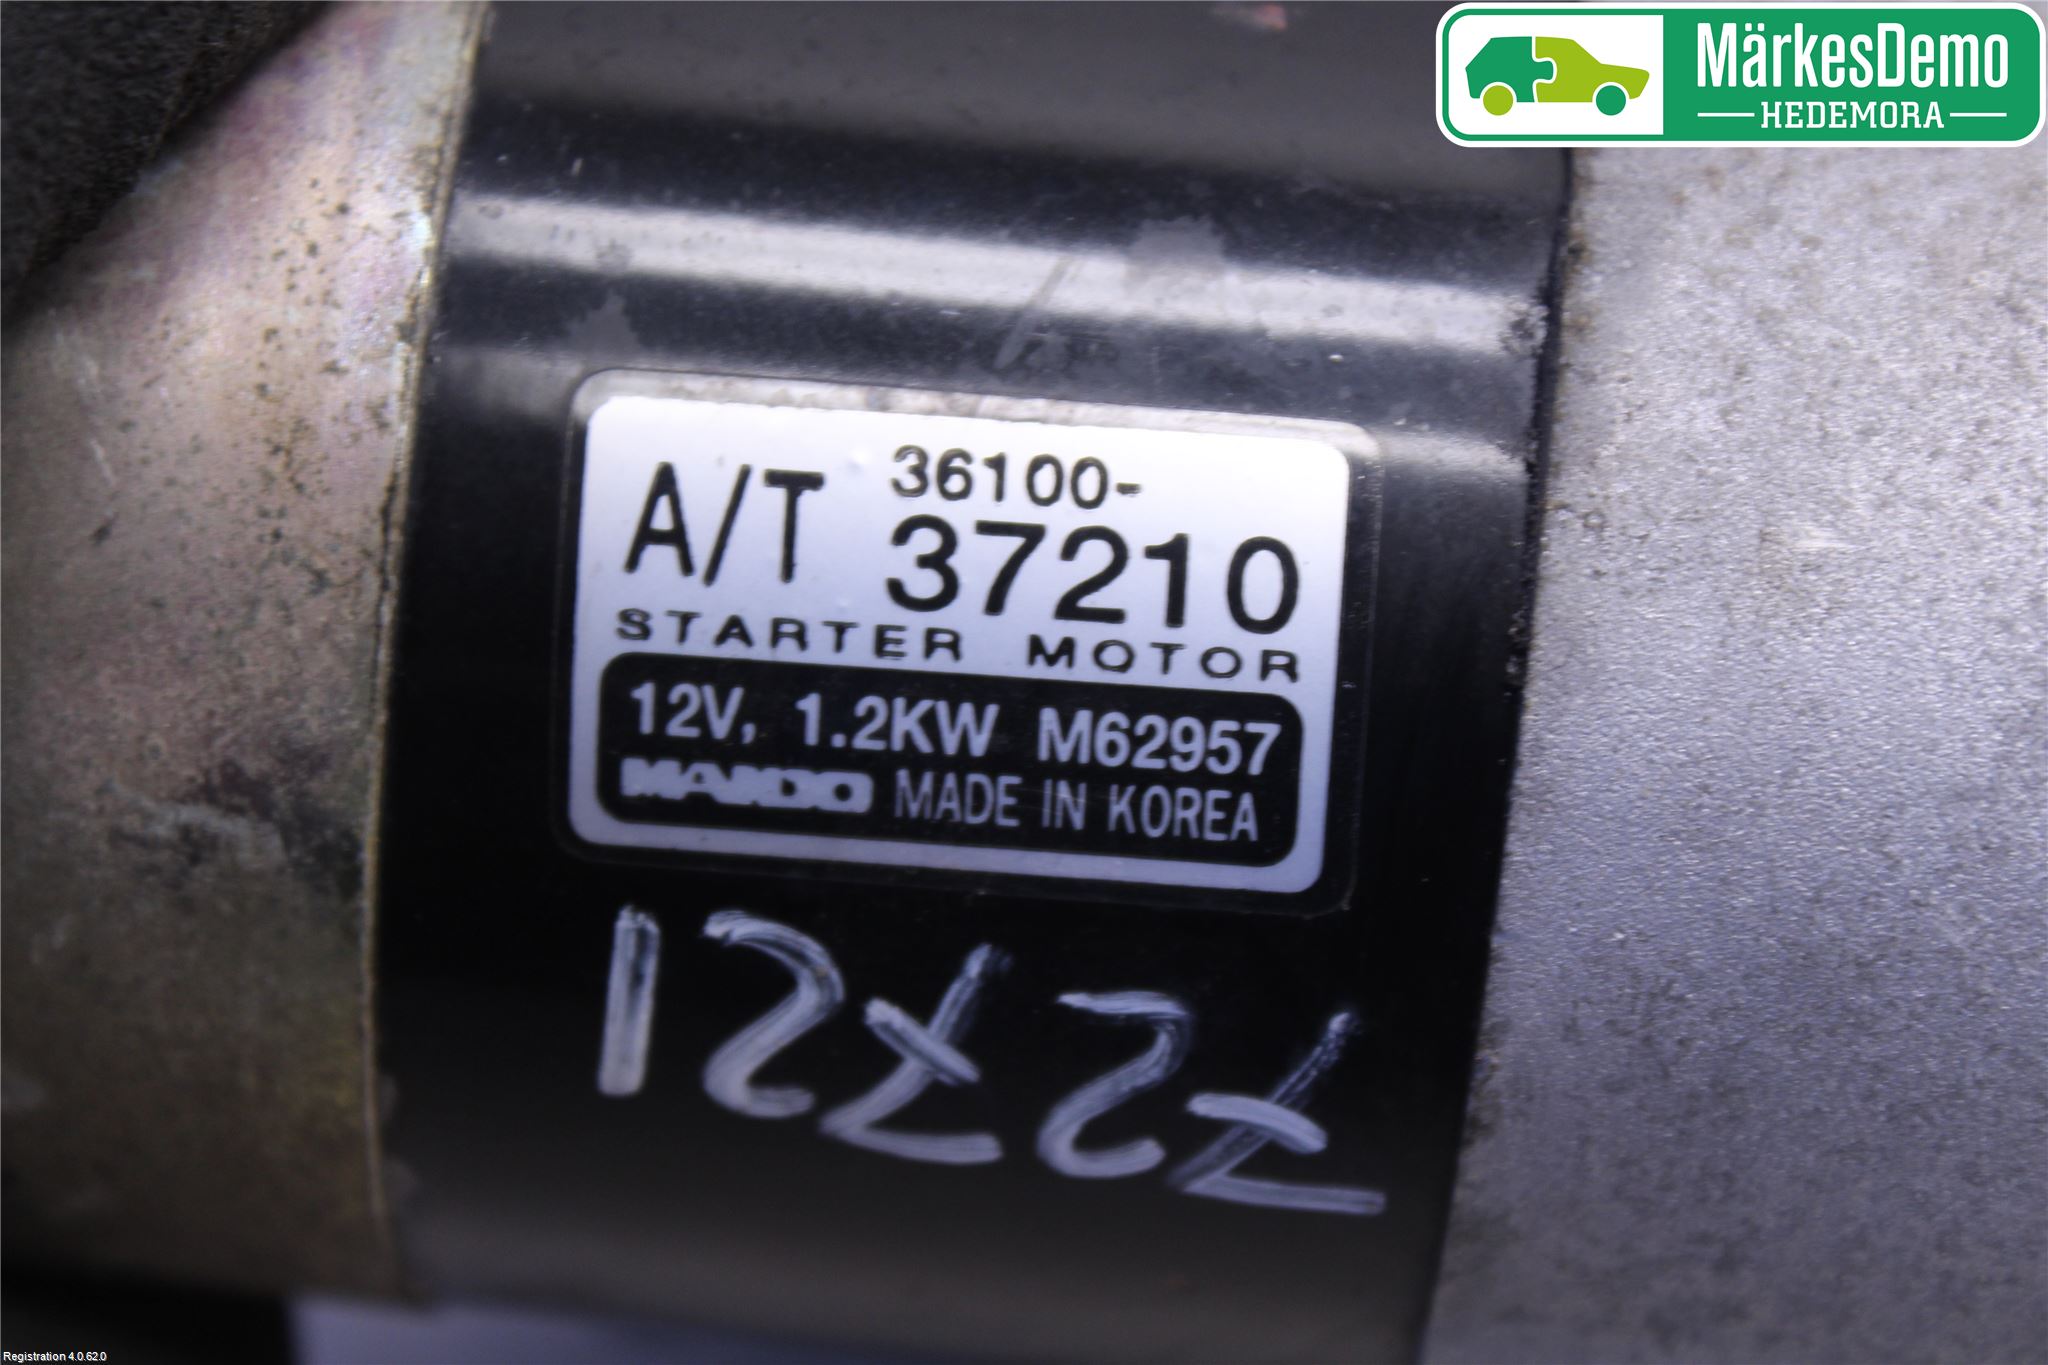 MärkesDemo
HEDEMORA
A/T 36100-
37210
STARTER MOTOR
12V, 1.2KW M62957
MANDO MADE IN KOREA
72721
Registration 4.0.62.0